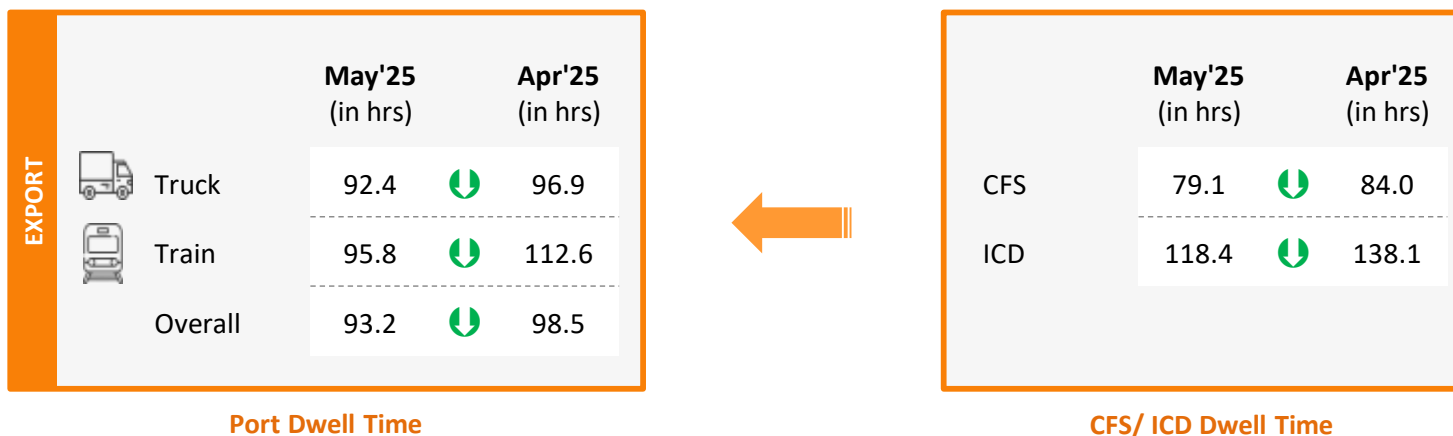 EXPORT
May'25 Apr'25
(in hrs) (in hrs)
Truck 92.4 96.9
Train 95.8 112.6
Overall 93.2 98.5
Port Dwell Time
May'25 Apr'25
(in hrs) (in hrs)
CFS 79.1 84.0
ICD 118.4 138.1
CFS/ ICD Dwell Time